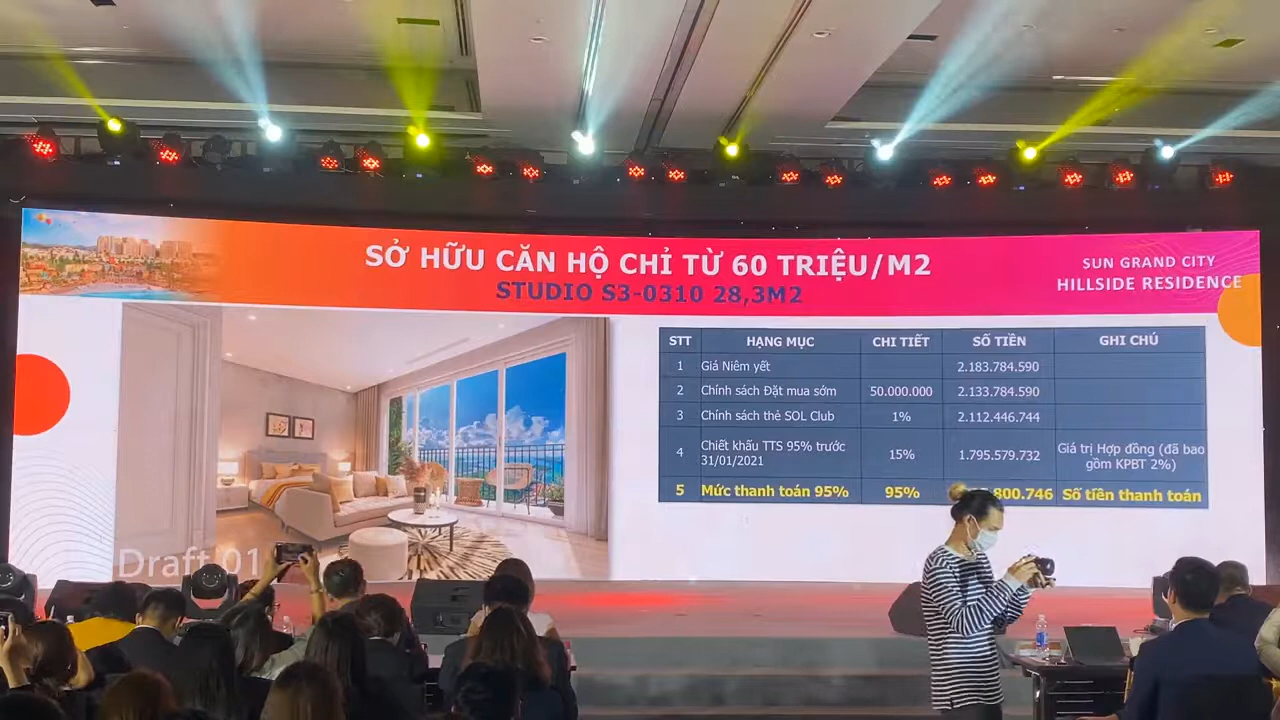 SỞ HỮU CĂN HỘ CHỈ TỪ 60 TRIỆU/M2
STUDIO S3-0310 28,3M2
SUN GRAND CITY
HILLSIDE RESIDENCE
STT HẠNG MỤC CHI TIẾT SỐ TIỀN GHI CHÚ
1 Giá Niêm yết 2.183.784.590
2 Chính sách Đặt mua sớm 50.000.000 2.133.784.590
3 Chính sách thẻ SOL Club 1% 2.112.446.744
4 Chiết khấu TTS 95% trước
31/01/2021 15% 1.795.579.732 Giá trị Hợp đồng (đã bao
gồm KPBT 2%)
5 Mức thanh toán 95% 95% 800.746 Số tiền thanh toán
Draft 01